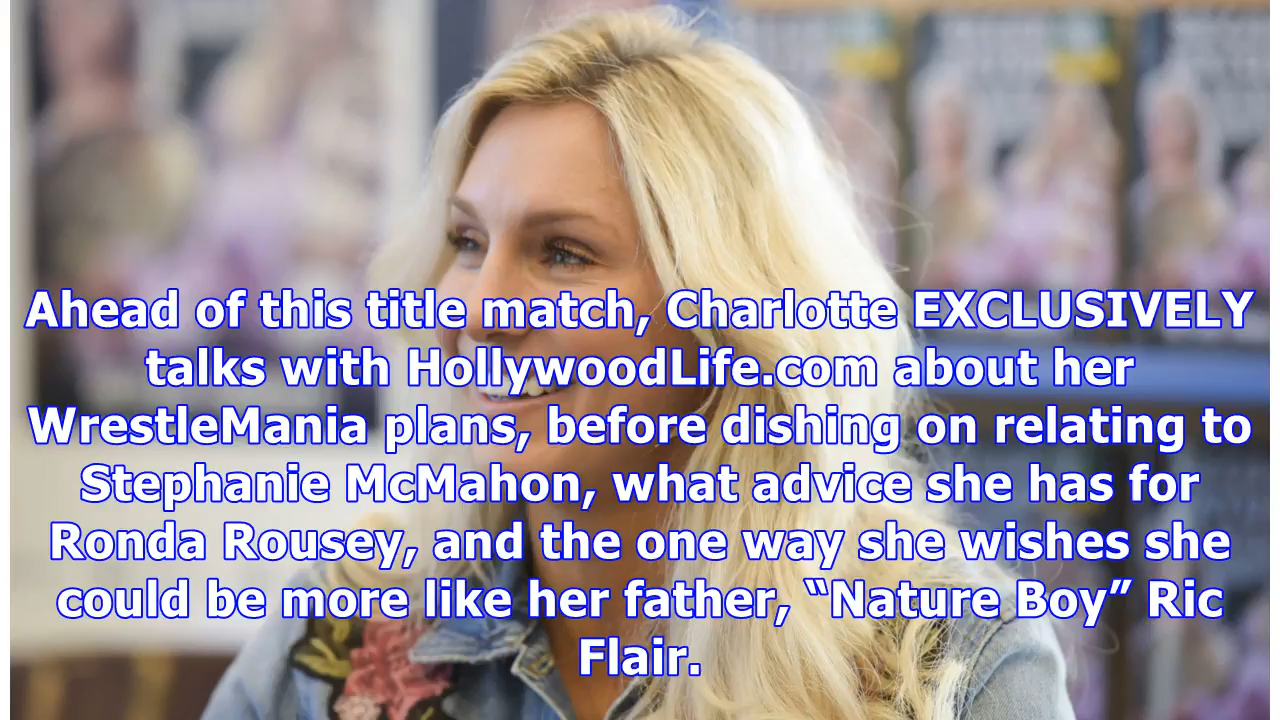 Ahead of this title match, Charlotte EXCLUSIVELY
talks with HollywoodLife.com about her
WrestleMania plans, before dishing on relating to
Stephanie McMahon, what advice she has for
Ronda Rousey, and the one way she wishes she
could be more like her father, “Nature Boy” Ric
Flair.